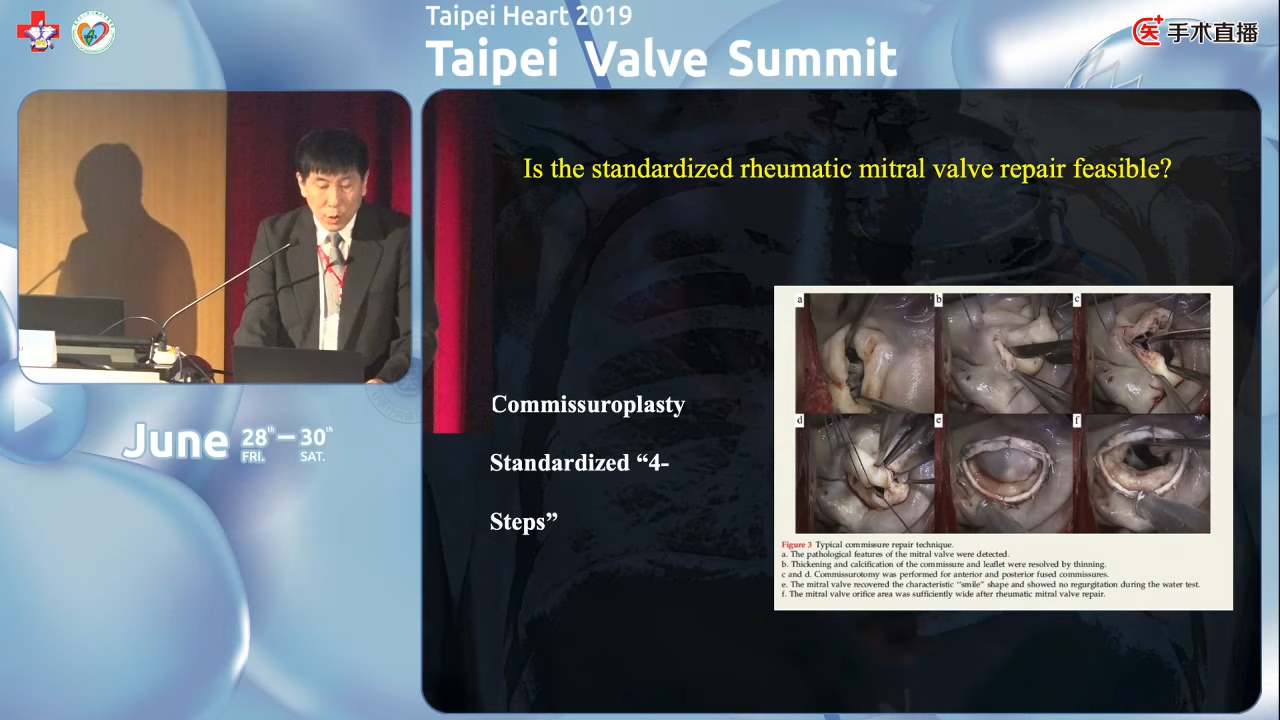 Taipei Heart 2019
Taipei Valve Summit
手术直播
June 28th — 30th
FRI. SAT.
Is the standardized rheumatic mitral valve repair feasible?
Commissuroplasty
Standardized “4-
Steps”
a b c
d e f
Figure 3 Typical commissure repair technique.
a. The pathological features of the mitral valve were detected.
b. Thickening and calcification of the commissure and leaflet were resolved by thinning.
c and d. Commissurotomy was performed for anterior and posterior fused commissures.
e. The mitral valve recovered the characteristic “smile” shape and showed no regurgitation during the water test.
f. The mitral valve orifice area was sufficiently wide after rheumatic mitral valve repair.